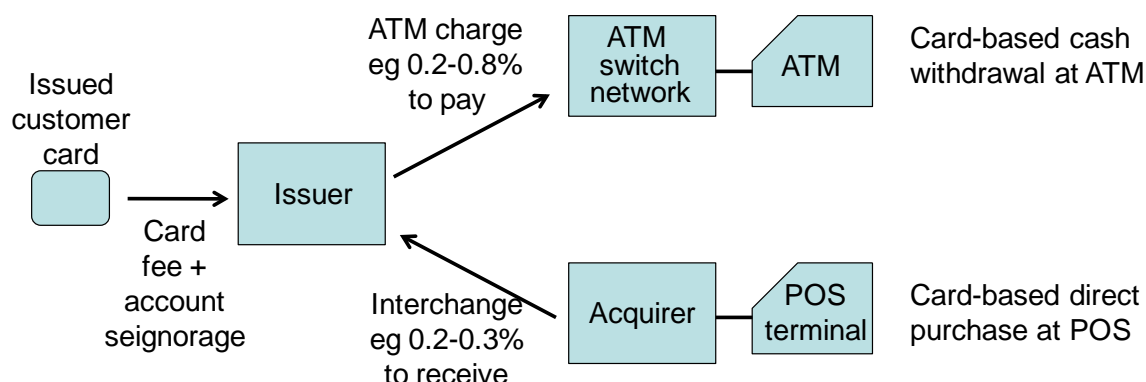 Issued
customer
card
Card
fee +
account
seignorage
Issuer
ATM charge
eg 0.2-0.8%
to pay
Interchange
eg 0.2-0.3%
to receive
ATM
switch
network
ATM
Card-based cash
withdrawal at ATM
Acquirer
POS
terminal
Card-based direct
purchase at POS